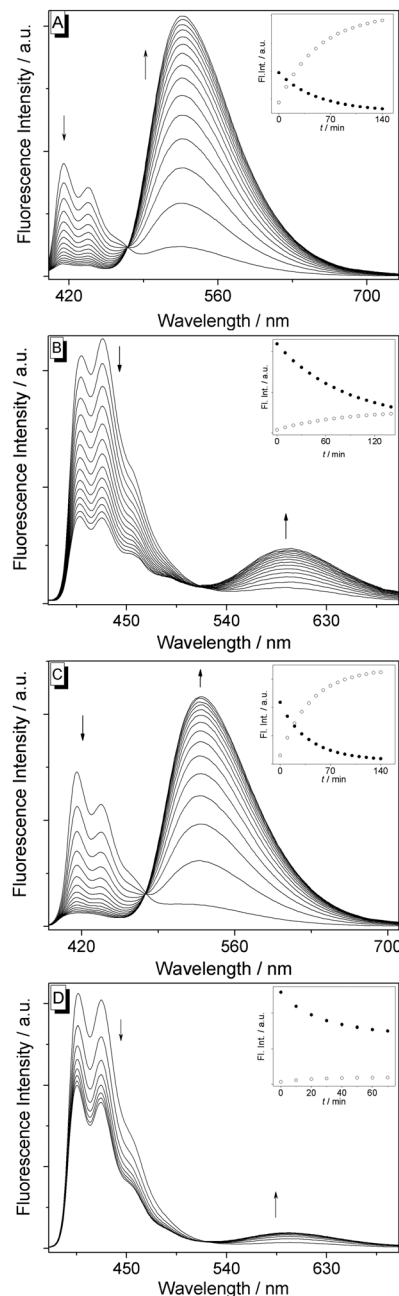 A
Fluorescence Intensity / a.u.
Fl.Int. / a.u.
0 70 140
t / min
420 560 700
Wavelength / nm
B
Fluorescence Intensity / a.u.
Fl. Int. / a.u.
0 60 120
t / min
450 540 630
Wavelength / nm
C
Fluorescence Intensity / a.u.
Fl. Int. / a.u.
0 70 140
t / min
420 560 700
Wavelength / nm
D
Fluorescence Intensity / a.u.
Fl. Int. / a.u.
0 20 40 60
t / min
450 540 630
Wavelength / nm